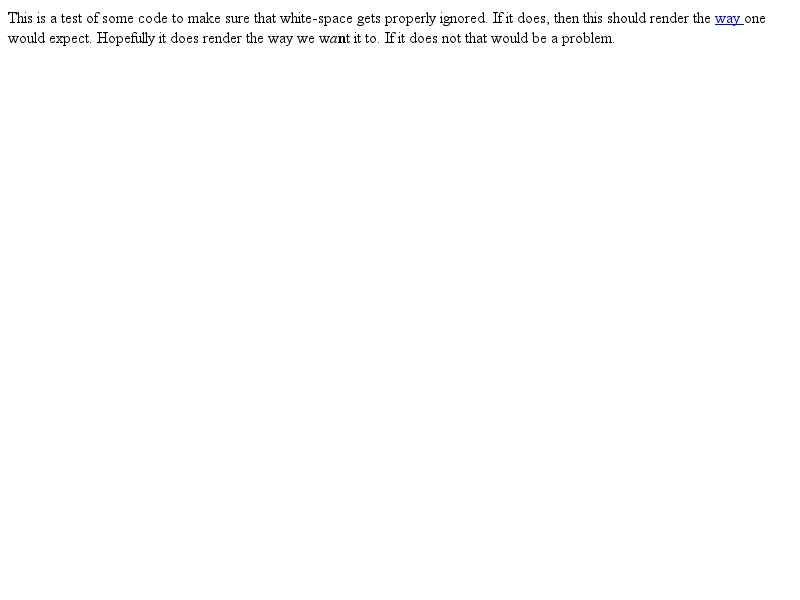 This is a test of some code to make sure that white-space gets properly ignored. If it does, then this should render the way one
would expect. Hopefully it does render the way we want it to. If it does not that would be a problem.